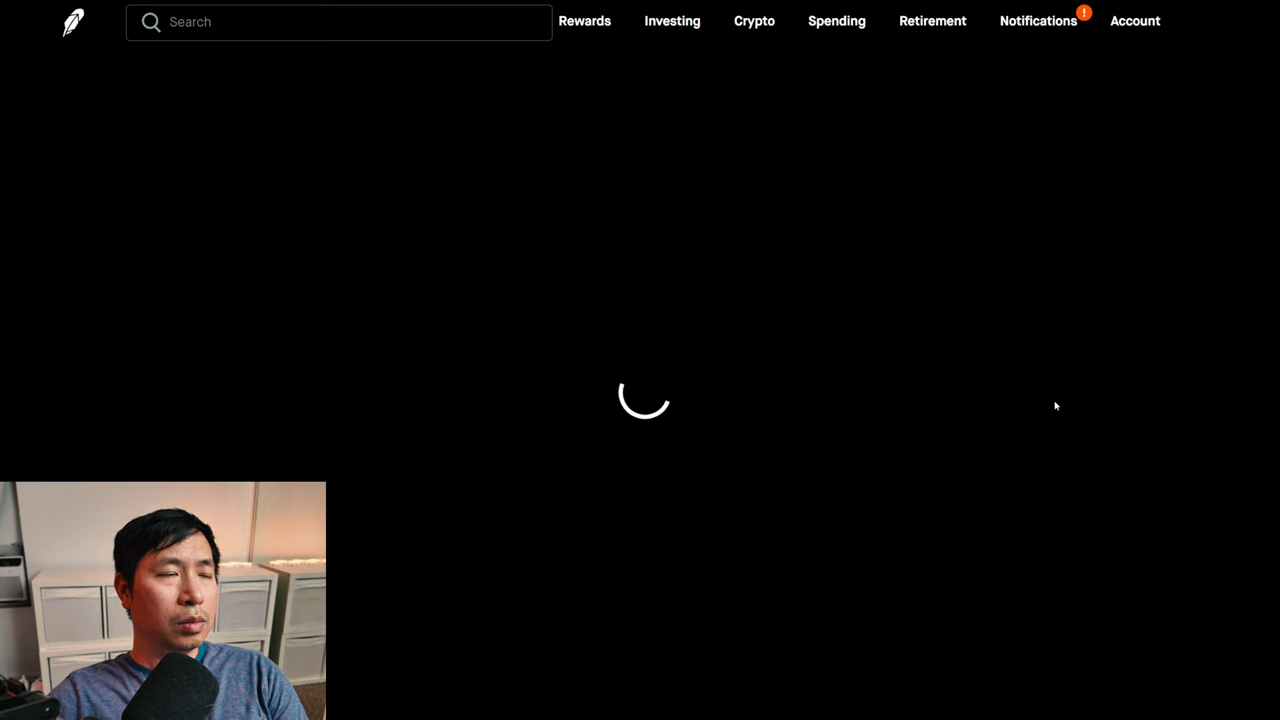 Search
Rewards
Investing
Crypto
Spending
Retirement
Notifications
!
Account